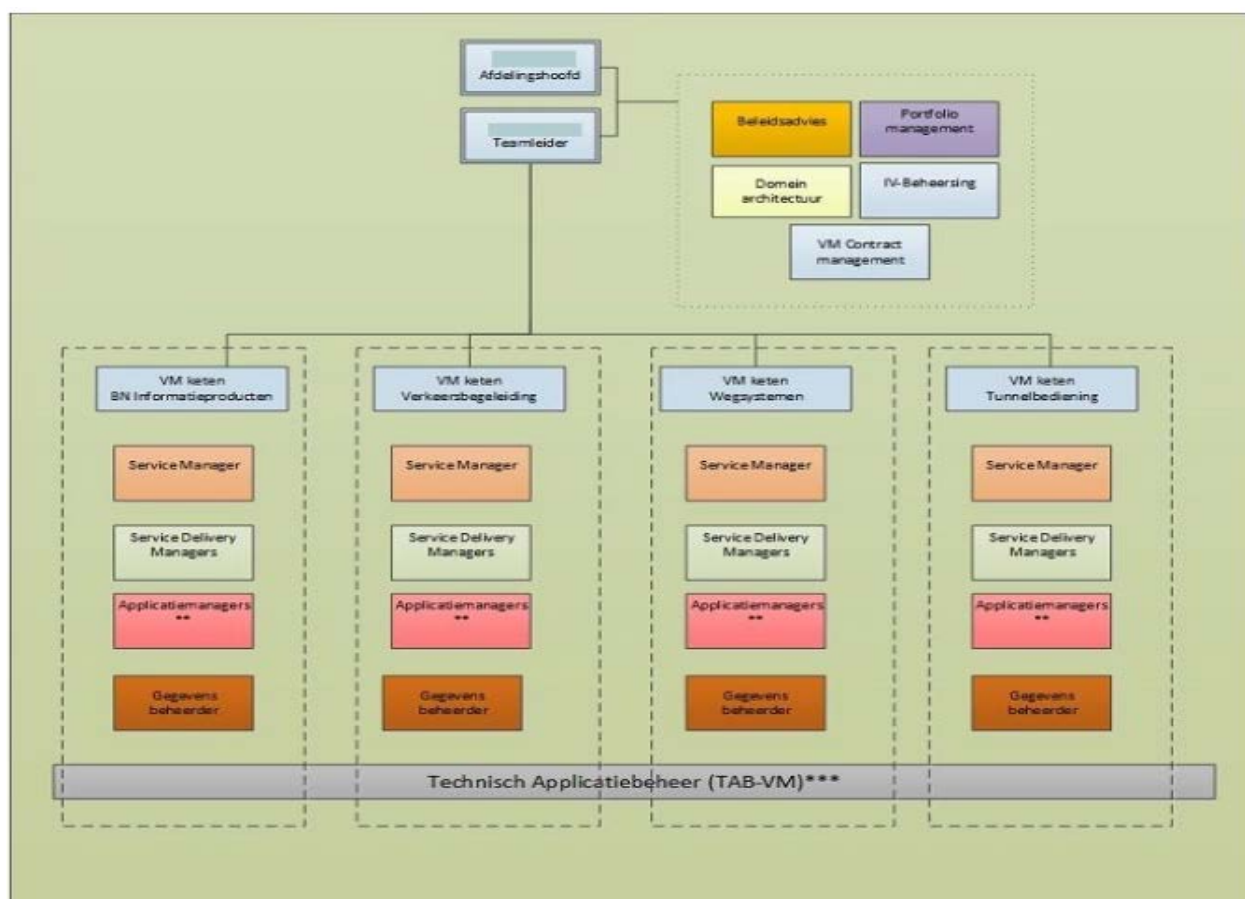 Afdelingshoofd
Teamleider
Beleidsadvies
Portfolio
management
Domein
architectuur
IV-Beheersing
VM Contract
management
VM keten
BN Informatieproducten
VM keten
Verkeersbegeleiding
VM keten
Wegsystemen
VM keten
Tunnelbediening
Service Manager
Service Manager
Service Manager
Service Manager
Service Delivery
Managers
Service Delivery
Managers
Service Delivery
Managers
Service Delivery
Managers
Applicatiemanagers
**
Applicatiemanagers
**
Applicatiemanagers
**
Applicatiemanagers
**
Gegevens
beheerder
Gegevens
beheerder
Gegevens
beheerder
Gegevens
beheerder
Technisch Applicatiebeheer (TAB-VM)***